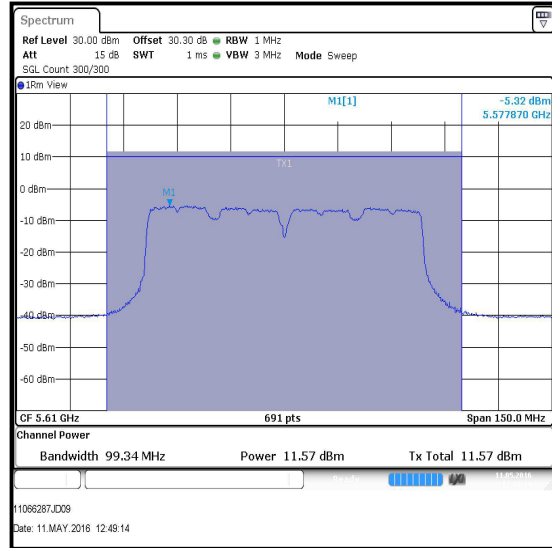 Spectrum
Ref Level 30.00 dBm Offset 30.30 dB RBW 1 MHz
Att 15 dB SWT 1 ms VBW 3 MHz Mode Sweep
SGL Count 300/300
1Rm View
M1[1] -5.32 dBm
5.577870 GHz
20 dBm
10 dBm
TX1
0 dBm
M1
-10 dBm
-20 dBm
-30 dBm
-40 dBm
-50 dBm
-60 dBm
CF 5.61 GHz 691 pts Span 150.0 MHz
Channel Power
Bandwidth 99.34 MHz Power 11.57 dBm Tx Total 11.57 dBm
11.05.2016
11066287JD09
Date: 11.MAY.2016 12:49:14